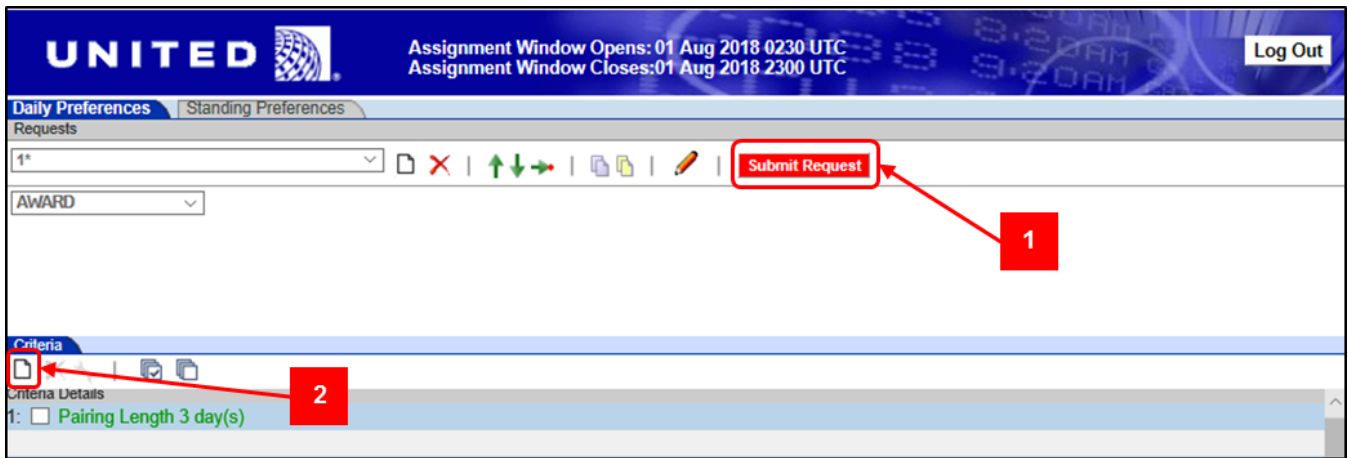 UNITED
Assignment Window Opens: 01 Aug 2018 0230 UTC
Assignment Window Closes:01 Aug 2018 2300 UTC
Log Out
Daily Preferences Standing Preferences
Requests
1* Submit Request
AWARD
1
Criteria
2
Criteria Details
1: Pairing Length 3 day(s)